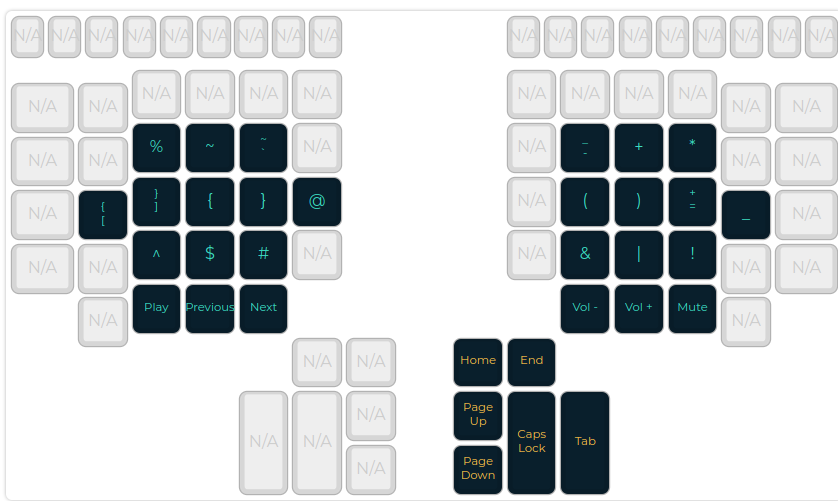 N/A N/A N/A N/A N/A N/A N/A N/A N/A N/A N/A N/A N/A N/A N/A N/A N/A N/A
N/A N/A N/A N/A N/A N/A N/A N/A
N/A N/A N/A N/A
N/A N/A % ~ ~ N/A N/A _ + * N/A N/A
` -
N/A { } { } @ N/A ( ) + _ N/A
[ ] =
N/A N/A ^ $ # N/A N/A & | ! N/A N/A
N/A Play Previous Next Vol - Vol + Mute N/A
N/A N/A Home End
N/A N/A N/A Page Caps Tab
Up Lock
N/A Page
Down